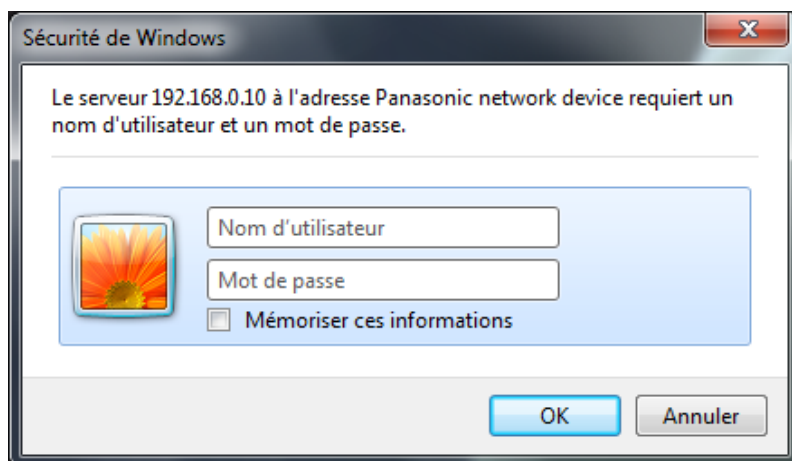 Sécurité de Windows
Le serveur 192.168.0.10 à l'adresse Panasonic network device requiert un
nom d'utilisateur et un mot de passe.
Nom d'utilisateur
Mot de passe
Mémoriser ces informations
OK
Annuler